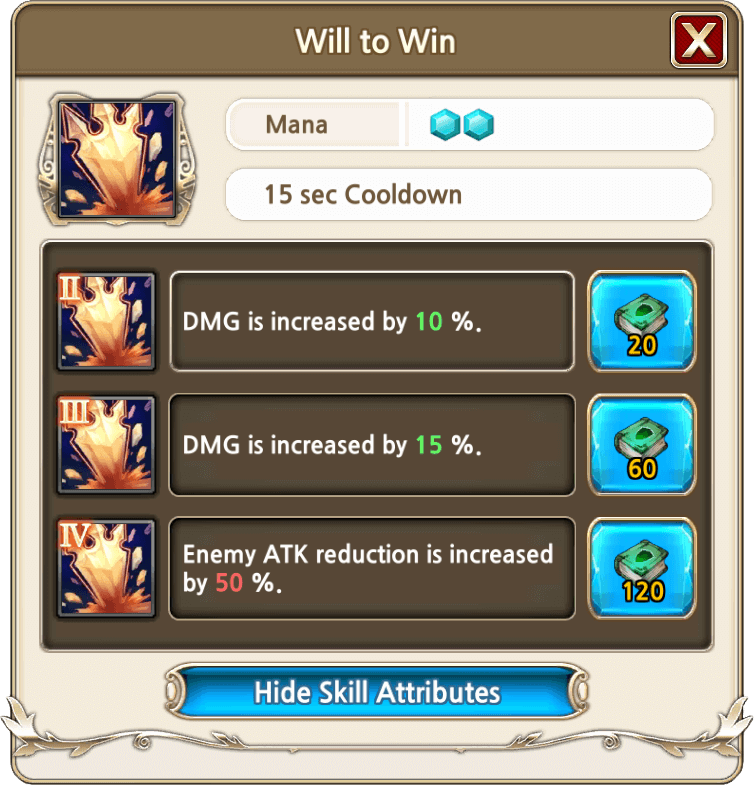 Will to Win
X
Mana
15 sec Cooldown
II
DMG is increased by 10 %.
20
III
DMG is increased by 15 %.
60
IV
Enemy ATK reduction is increased
by 50 %.
120
Hide Skill Attributes